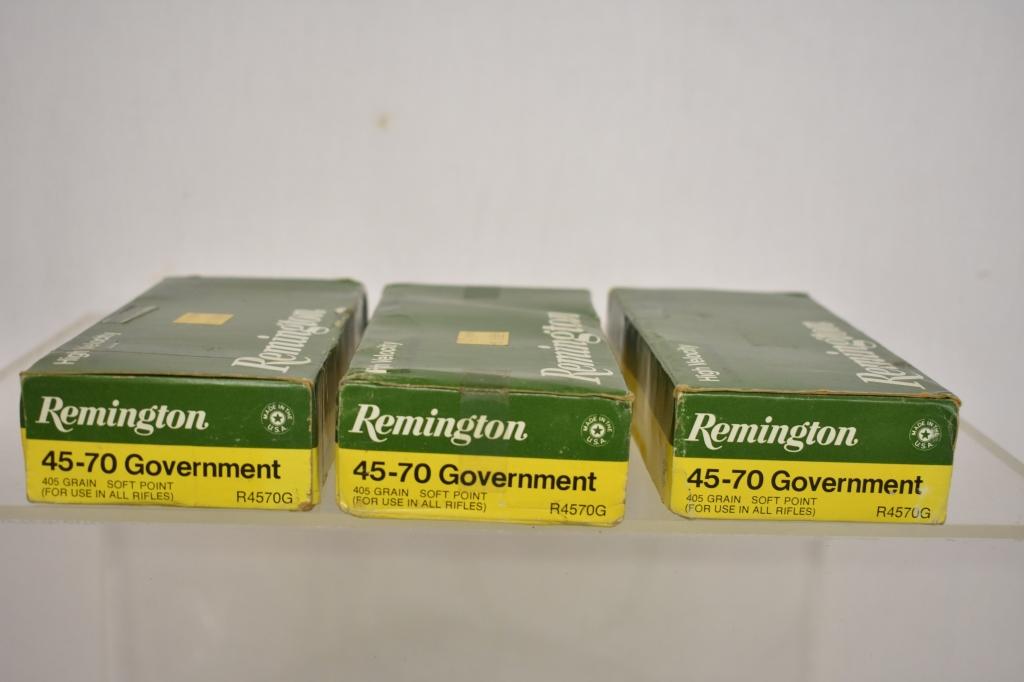 High Velocity
Remington
Remington
MADE IN THE
U.S.A.
45-70 Government
405 GRAIN SOFT POINT
(FOR USE IN ALL RIFLES)
R4570G
High Velocity
Remington
Remington
MADE IN THE
U.S.A.
45-70 Government
405 GRAIN SOFT POINT
(FOR USE IN ALL RIFLES)
R4570G
High Velocity
Remington
Remington
MADE IN THE
U.S.A.
45-70 Government
405 GRAIN SOFT POINT
(FOR USE IN ALL RIFLES)
R4570G